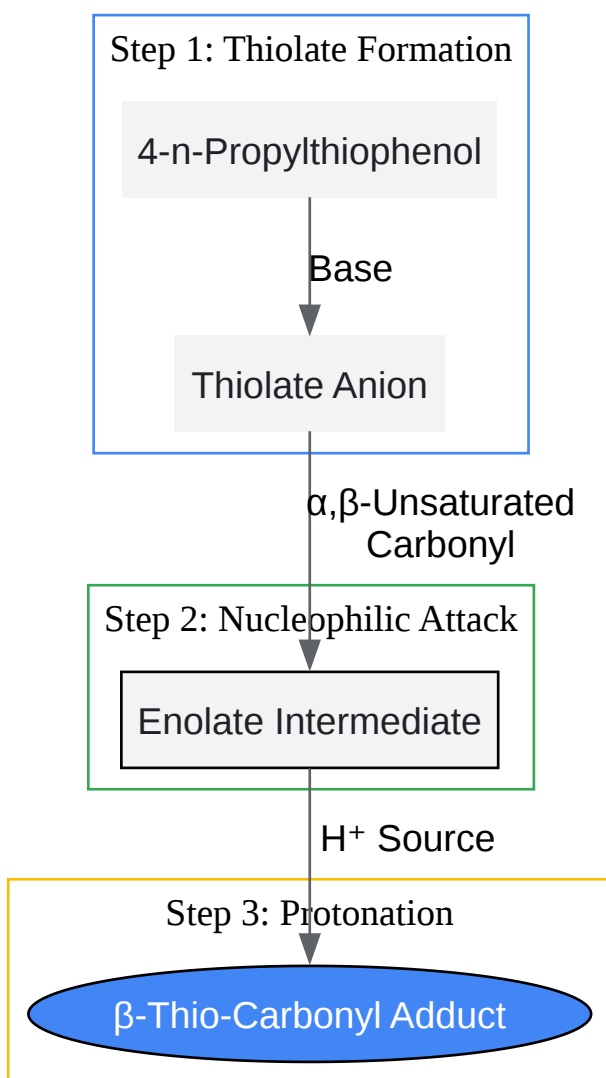 Step 1: Thiolate Formation
4-n-Propylthiophenol
Base
Thiolate Anion
α,β-Unsaturated
Carbonyl
Step 2: Nucleophilic Attack
Enolate Intermediate
H⁺ Source
Step 3: Protonation
β-Thio-Carbonyl Adduct